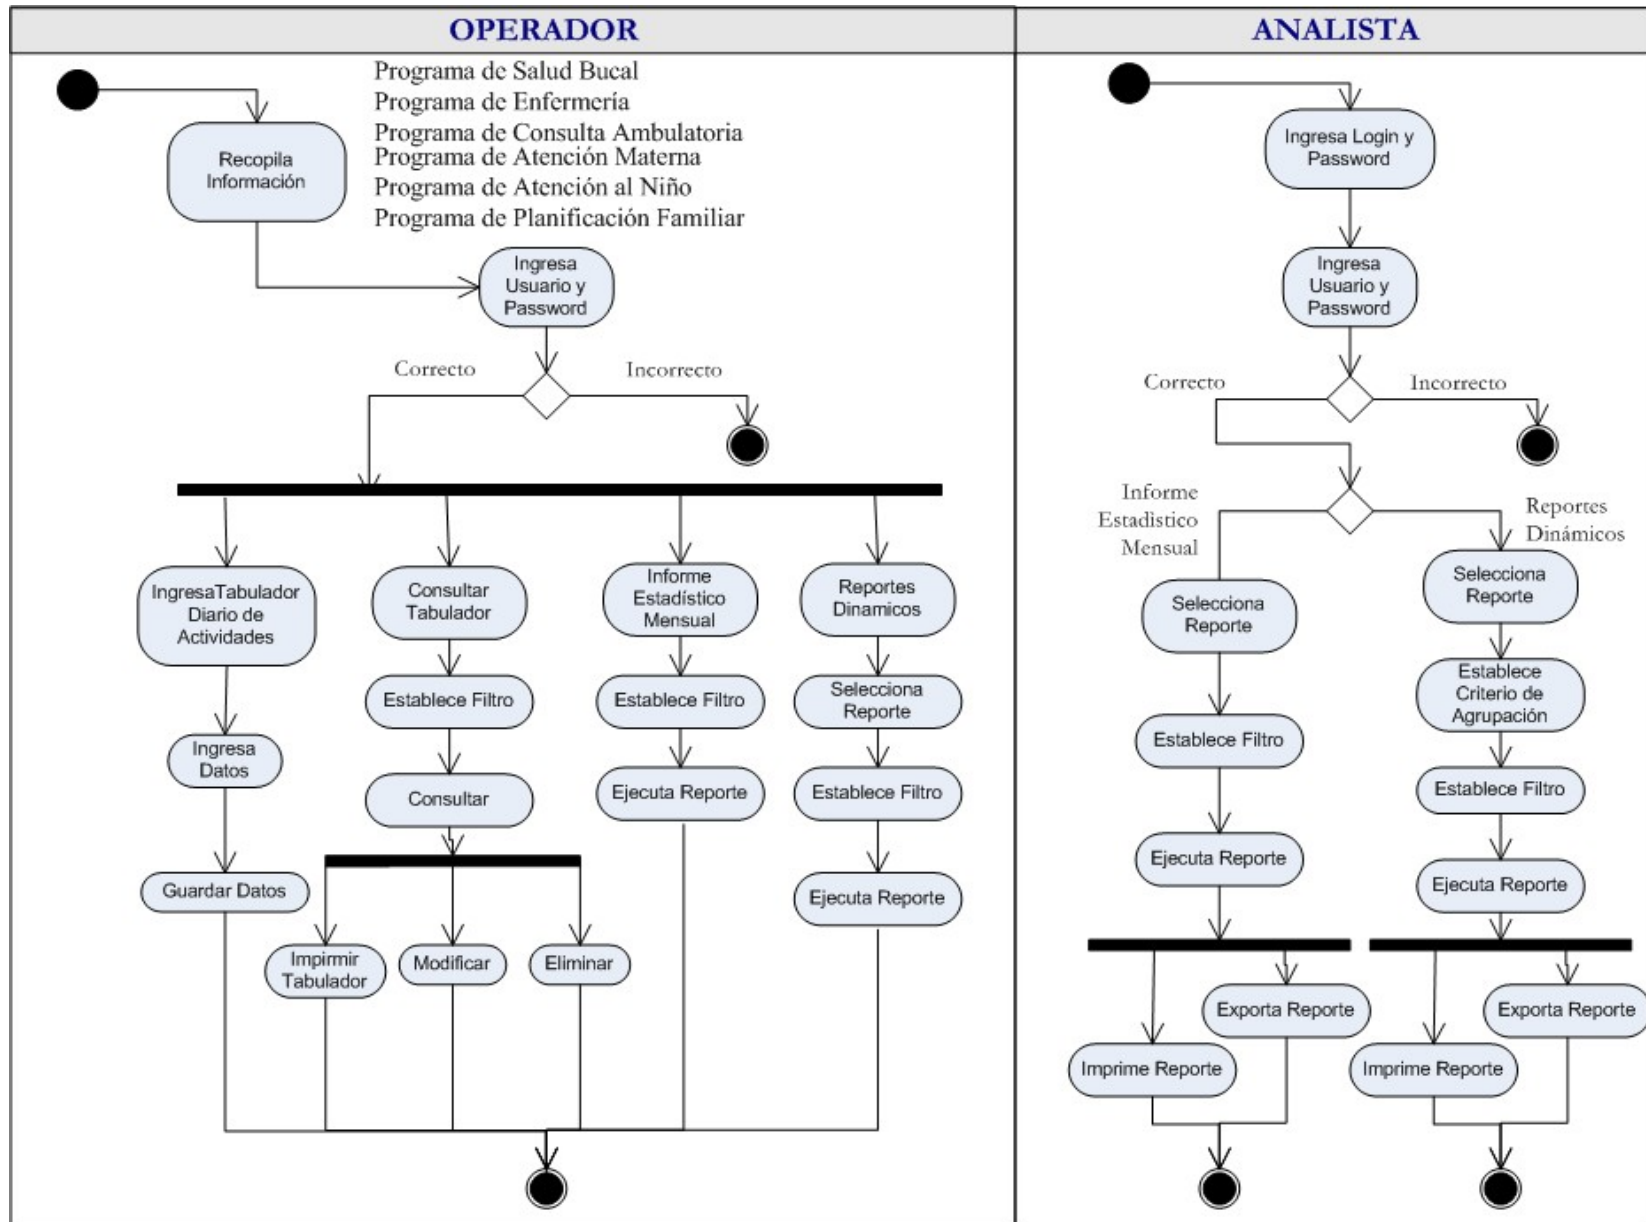 OPERADOR
ANALISTA
Programa de Salud Bucal
Programa de Enfermería
Programa de Consulta Ambulatoria
Programa de Atención Materna
Programa de Atención al Niño
Programa de Planificación Familiar
Recopila
Información
Ingresa
Usuario y
Password
Correcto
Incorrecto
IngresaTabulador
Diario de
Actividades
Consultar
Tabulador
Informe
Estadístico
Mensual
Reportes
Dinamicos
Establece Filtro
Establece Filtro
Selecciona
Reporte
Ingresa
Datos
Consultar
Ejecuta Reporte
Establece Filtro
Guardar Datos
Ejecuta Reporte
Impirmir
Tabulador
Modificar
Eliminar
Ingresa Login y
Password
Ingresa
Usuario y
Password
Correcto
Incorrecto
Informe
Estadìstico
Mensual
Reportes
Dinámicos
Selecciona
Reporte
Selecciona
Reporte
Establece
Criterio de
Agrupación
Establece Filtro
Establece Filtro
Ejecuta Reporte
Ejecuta Reporte
Exporta Reporte
Exporta Reporte
Imprime Reporte
Imprime Reporte